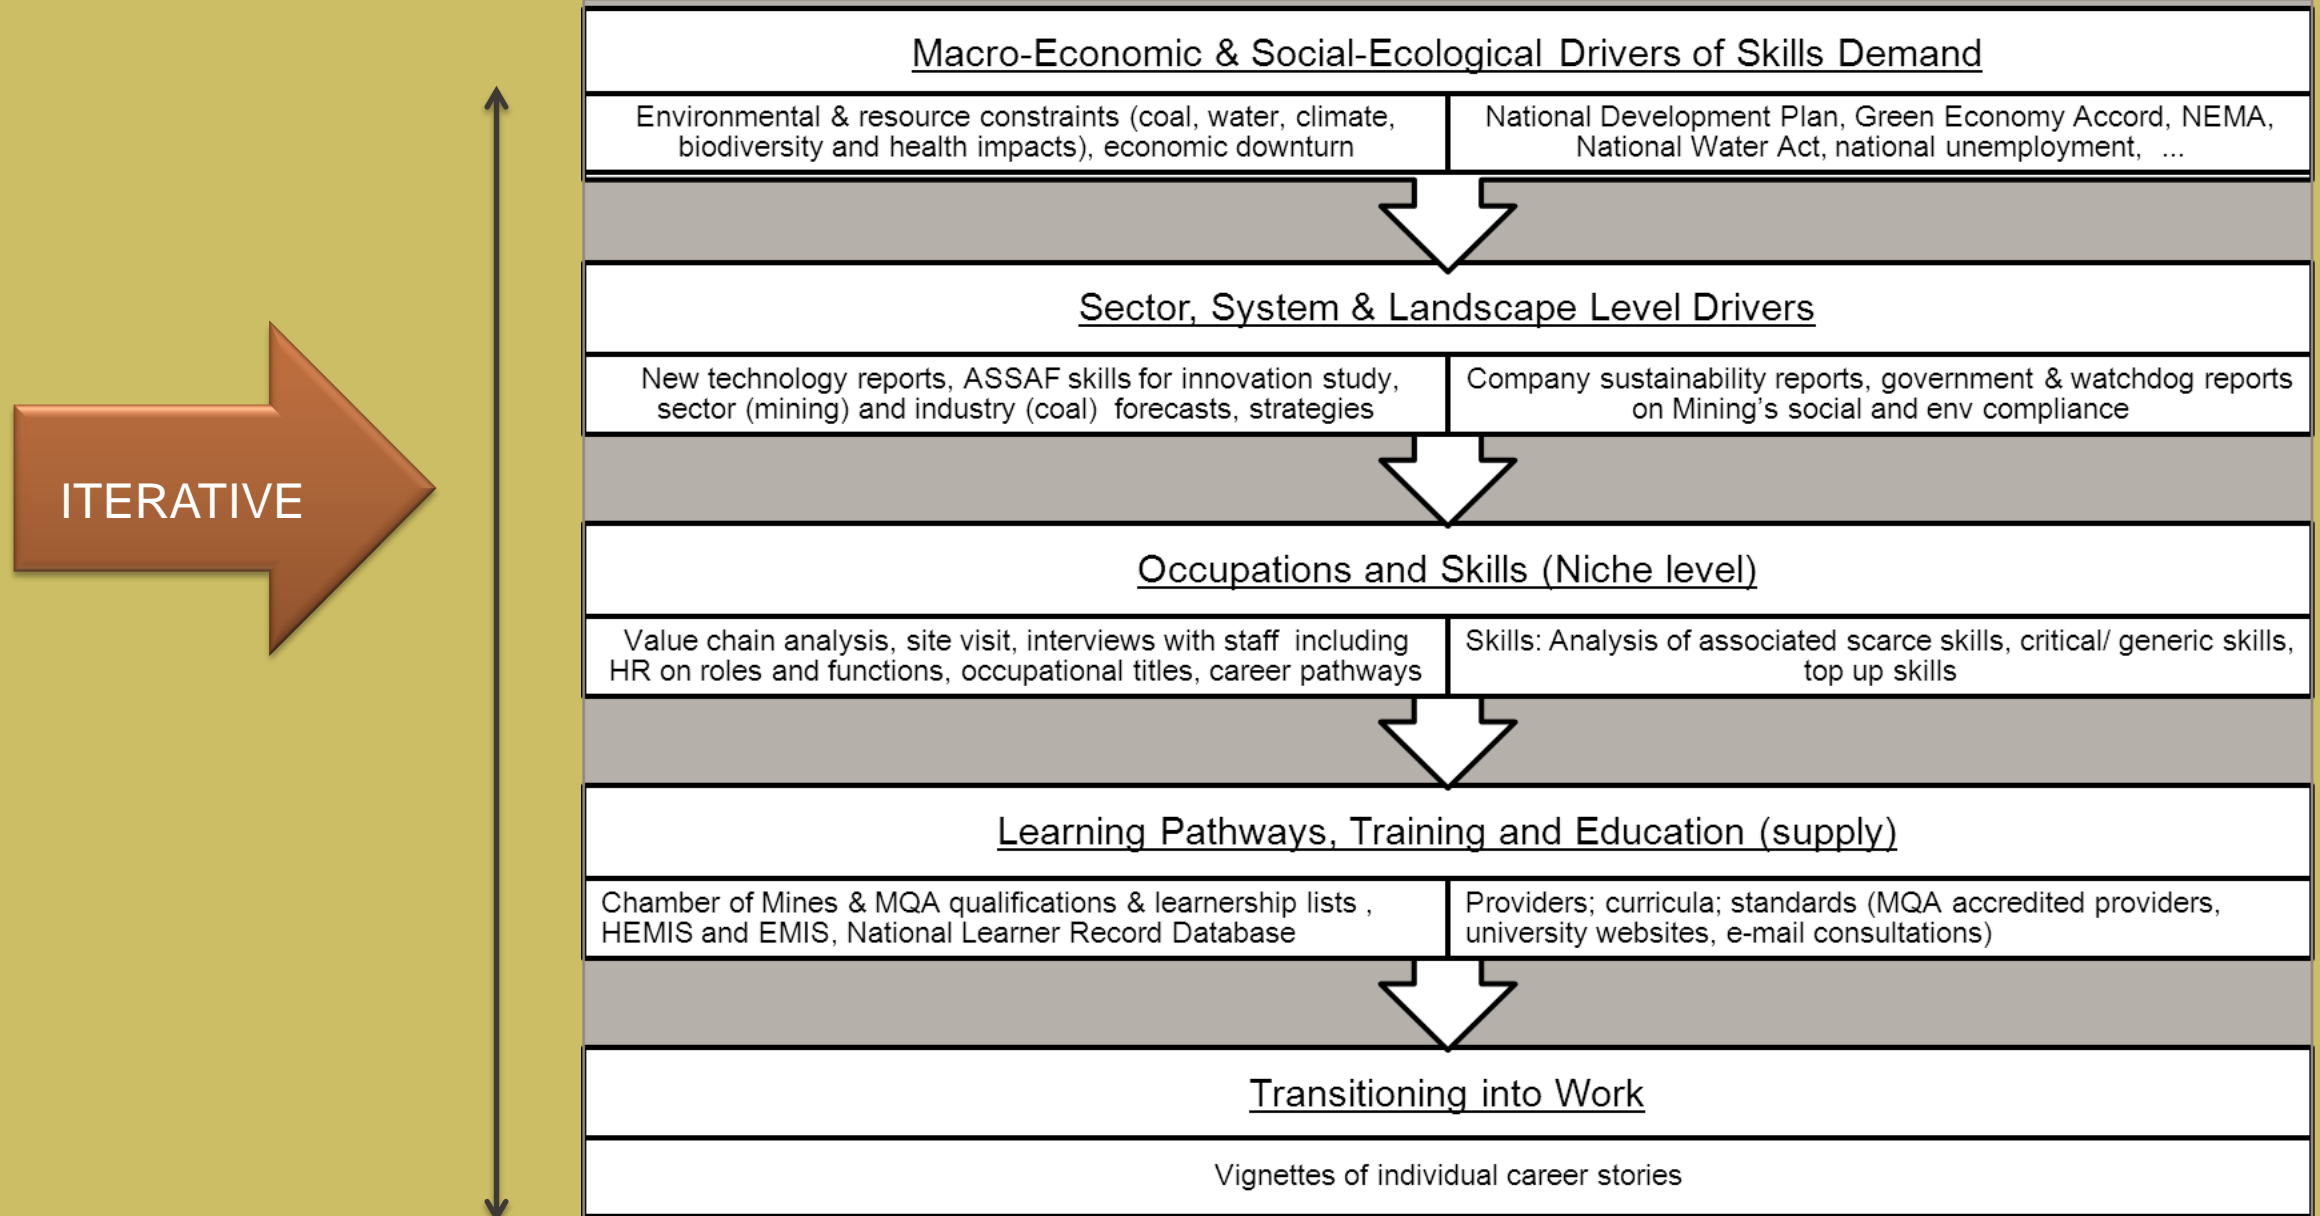 Macro-Economic & Social-Ecological Drivers of Skills Demand
Environmental & resource constraints (coal, water, climate,
biodiversity and health impacts), economic downturn
National Development Plan, Green Economy Accord, NEMA,
National Water Act, national unemployment, ...
Sector, System & Landscape Level Drivers
New technology reports, ASSAF skills for innovation study,
sector (mining) and industry (coal) forecasts, strategies
Company sustainability reports, government & watchdog reports
on Mining's social and env compliance
ITERATIVE
Occupations and Skills (Niche level)
Value chain analysis, site visit, interviews with staff including
HR on roles and functions, occupational titles, career pathways
Skills: Analysis of associated scarce skills, critical/ generic skills,
top up skills
Learning Pathways, Training and Education (supply)
Chamber of Mines & MQA qualifications & learnership lists ,
HEMIS and EMIS, National Learner Record Database
Providers; curricula; standards (MQA accredited providers,
university websites, e-mail consultations)
Transitioning into Work
Vignettes of individual career stories